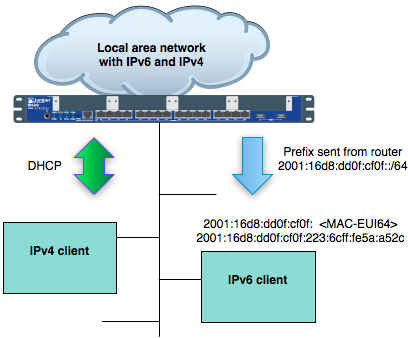 Local area network
with IPv6 and IPv4
Juniper
DHCP
Prefix sent from router
2001:16d8:dd0f:cf0f::/64
2001:16d8:dd0f:cf0f: <MAC-EUI64>
2001:16d8:dd0f:cf0f:223:6cff:fe5a:a52c
IPv4 client
IPv6 client